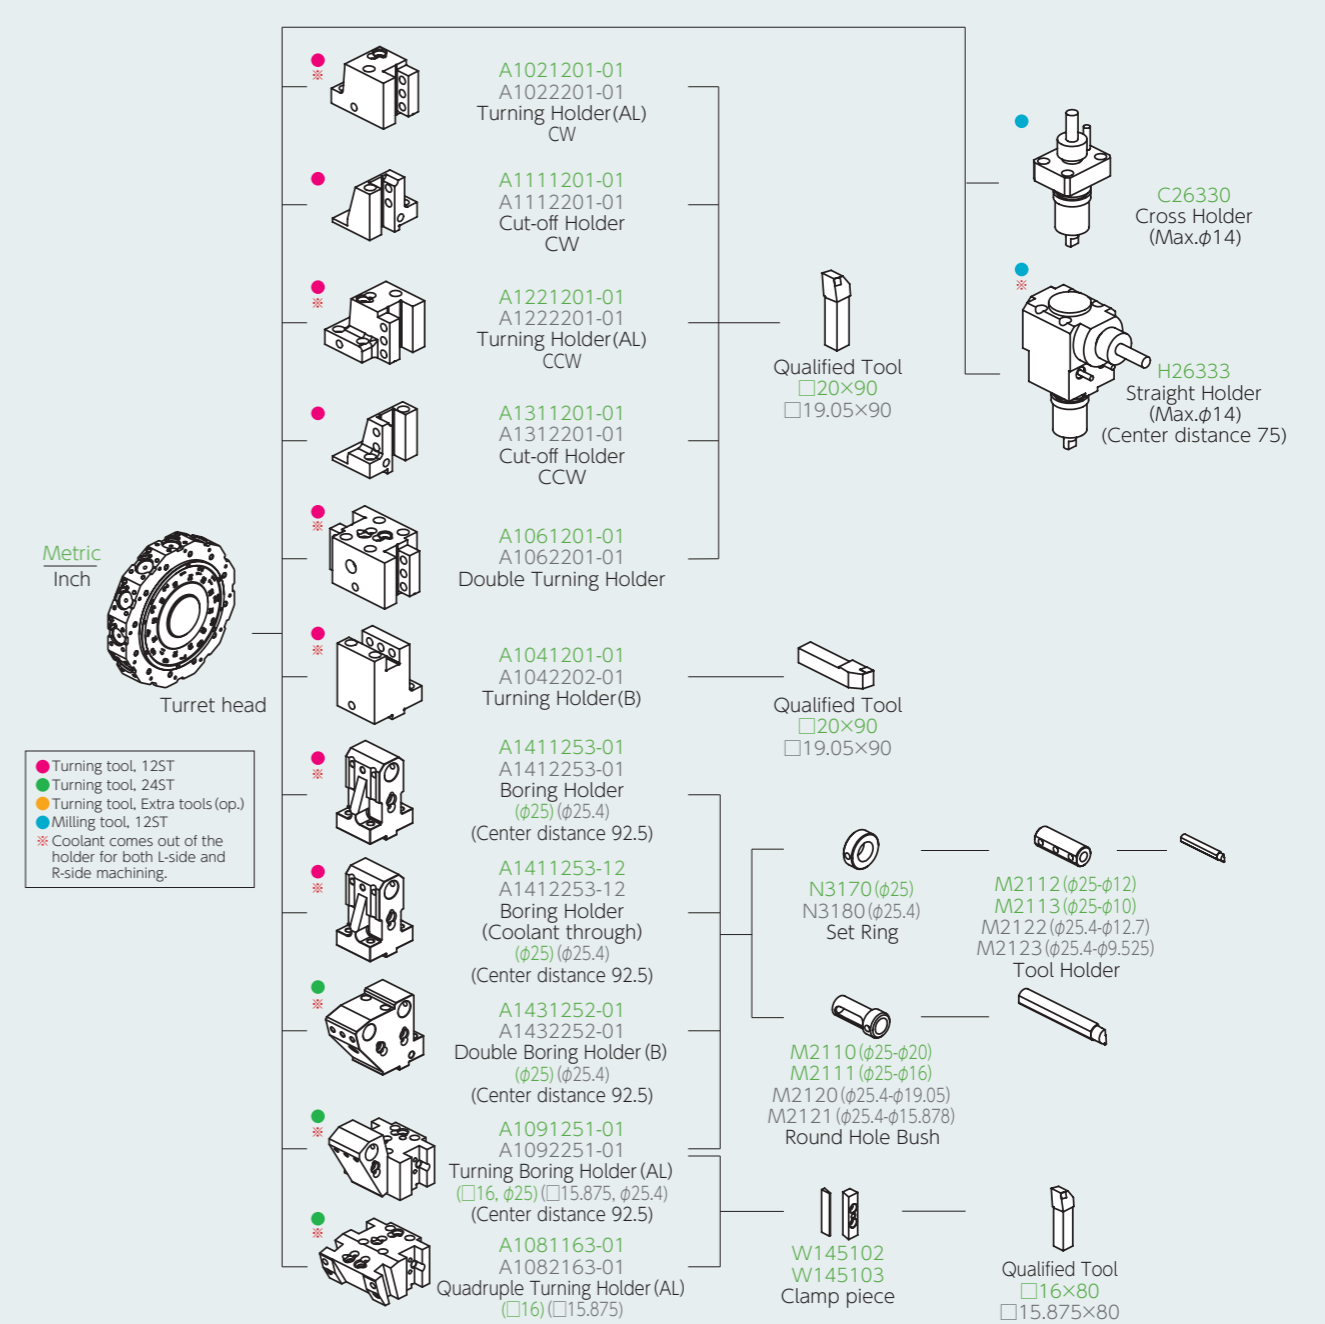 A1021201-01
A1022201-01
Turning Holder(AL)
CW
※
A1111201-01
A1112201-01
Cut-off Holder
CW
A1221201-01
A1222201-01
Turning Holder(AL)
CCW
※
A1311201-01
A1312201-01
Cut-off Holder
CCW
A1061201-01
A1062201-01
Double Turning Holder
※
Qualified Tool
□20×90
□19.05×90
C26330
Cross Holder
(Max.φ14)
※
H26333
Straight Holder
(Max.φ14)
(Center distance 75)
Metric
Inch
Turret head
※
A1041201-01
A1042202-01
Turning Holder(B)
Qualified Tool
□20×90
□19.05×90
Turning tool, 12ST
Turning tool, 24ST
Turning tool, Extra tools(op.)
Milling tool, 12ST
※ Coolant comes out of the
holder for both L-side and
R-side machining.
※
A1411253-01
A1412253-01
Boring Holder
(φ25)(φ25.4)
(Center distance 92.5)
※
A1411253-12
A1412253-12
Boring Holder
(Coolant through)
(φ25)(φ25.4)
(Center distance 92.5)
※
A1431252-01
A1432252-01
Double Boring Holder(B)
(φ25)(φ25.4)
(Center distance 92.5)
※
A1091251-01
A1092251-01
Turning Boring Holder(AL)
(□16, φ25)(□15.875, φ25.4)
(Center distance 92.5)
※
A1081163-01
A1082163-01
Quadruple Turning Holder(AL)
(□16)(□15.875)
N3170(φ25)
N3180(φ25.4)
Set Ring
M2112(φ25-φ12)
M2113(φ25-φ10)
M2122(φ25.4-φ12.7)
M2123(φ25.4-φ9.525)
Tool Holder
M2110(φ25-φ20)
M2111(φ25-φ16)
M2120(φ25.4-φ19.05)
M2121(φ25.4-φ15.878)
Round Hole Bush
W145102
W145103
Clamp piece
Qualified Tool
□16×80
□15.875×80